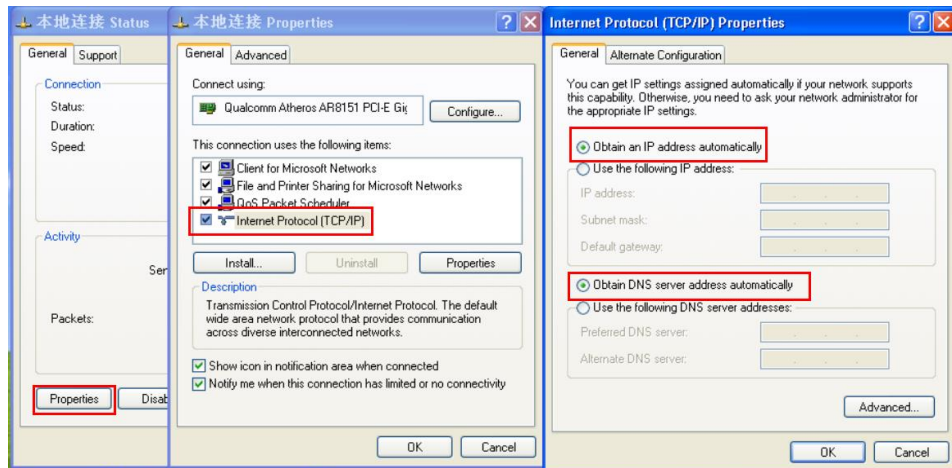 本地连接 Status
General Support
Connection
Status:
Duration:
Speed:
Activity
Packets:
Properties
本地连接 Properties
General Advanced
Connect using:
Qualcomm Atheros AR8151 PCI-E
Configure...
This connection uses the following items:
Client for Microsoft Networks
File and Printer Sharing for Microsoft Networks
QoS Packet Scheduler
Internet Protocol (TCP/IP)
Install... Uninstall Properties
Description
Transmission Control Protocol/Internet Protocol. The default
wide area network protocol that provides communication
across diverse interconnected networks.
Show icon in notification area when connected
Notify me when this connection has limited or no connectivity
OK Cancel
Internet Protocol (TCP/IP) Properties
General Alternate Configuration
You can get IP settings assigned automatically if your network supports
this capability. Otherwise, you need to ask your network administrator for
the appropriate IP settings.
Obtain an IP address automatically
Use the following IP address:
IP address:
Subnet mask:
Default gateway:
Obtain DNS server address automatically
Use the following DNS server addresses:
Preferred DNS server:
Alternate DNS server:
Advanced...
OK Cancel